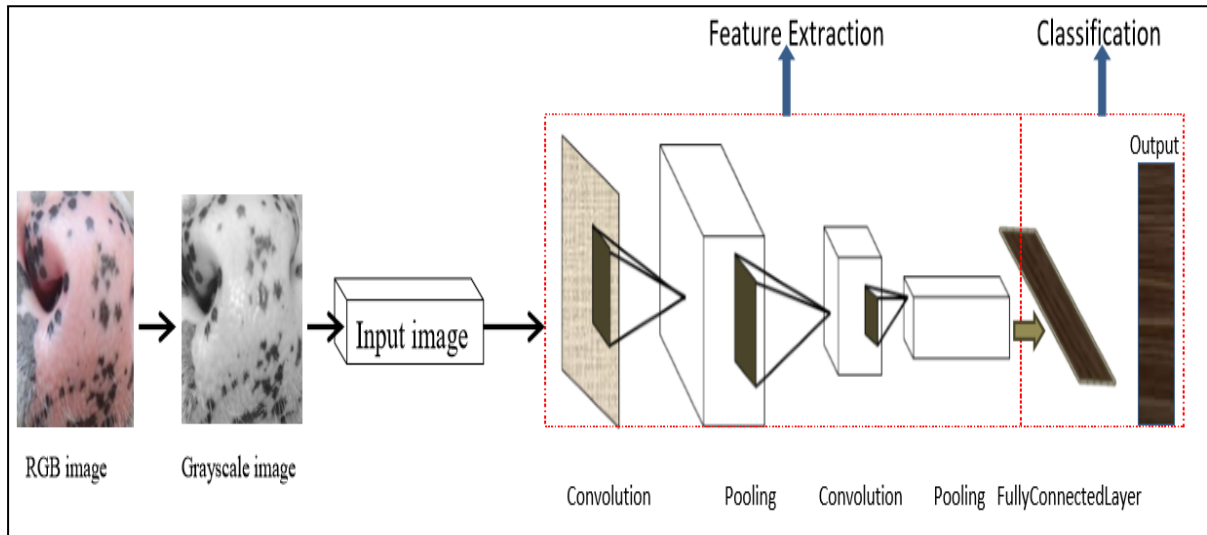 Feature Extraction
Classification
Output
Input image
RGB image
Grayscale image
Convolution
Pooling
Convolution
Pooling
FullyConnectedLayer